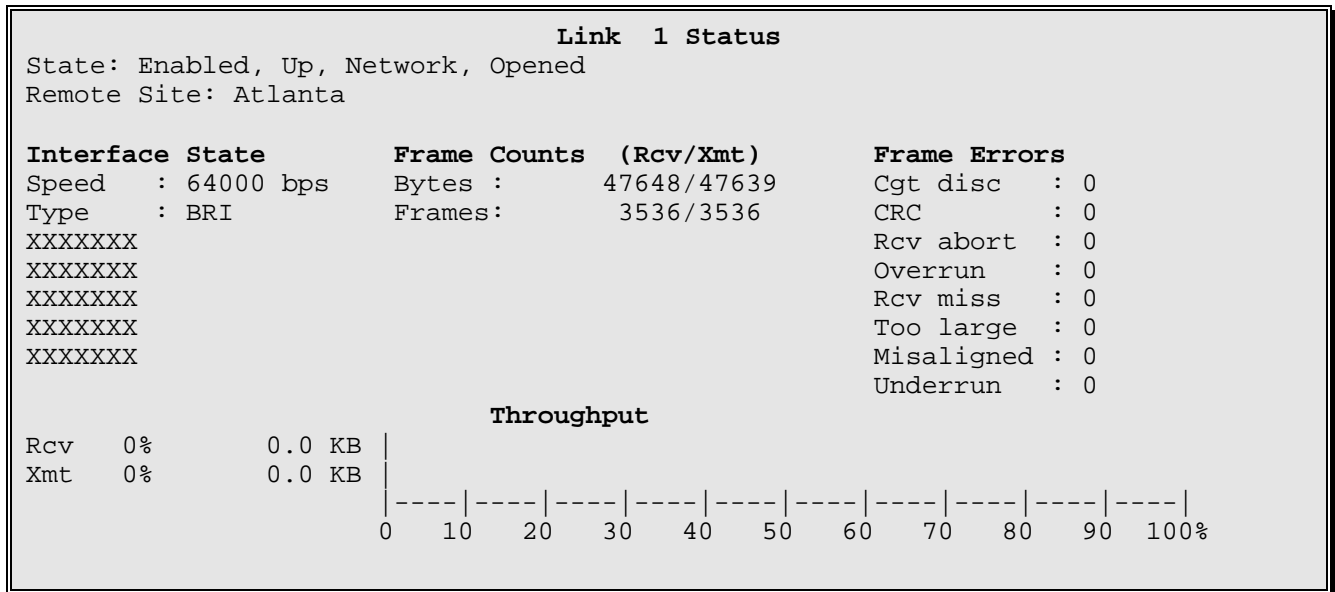 Link  1 Status
State: Enabled, Up, Network, Opened
Remote Site: Atlanta
Interface State        Frame Counts  (Rcv/Xmt)       Frame Errors
Speed   : 64000 bps    Bytes :      47648/47639      Cgt disc   : 0
Type    : BRI          Frames:       3536/3536       CRC        : 0
XXXXXXX                                              Rcv abort  : 0
XXXXXXX                                              Overrun    : 0
XXXXXXX                                              Rcv miss   : 0
XXXXXXX                                              Too large  : 0
XXXXXXX                                              Misaligned : 0
                                                     Underrun   : 0
Throughput
Rcv   0%        0.0 KB |
Xmt   0%        0.0 KB |
|----|----|----|----|----|----|----|----|----|----|
0   10   20   30   40   50   60   70   80   90  100%